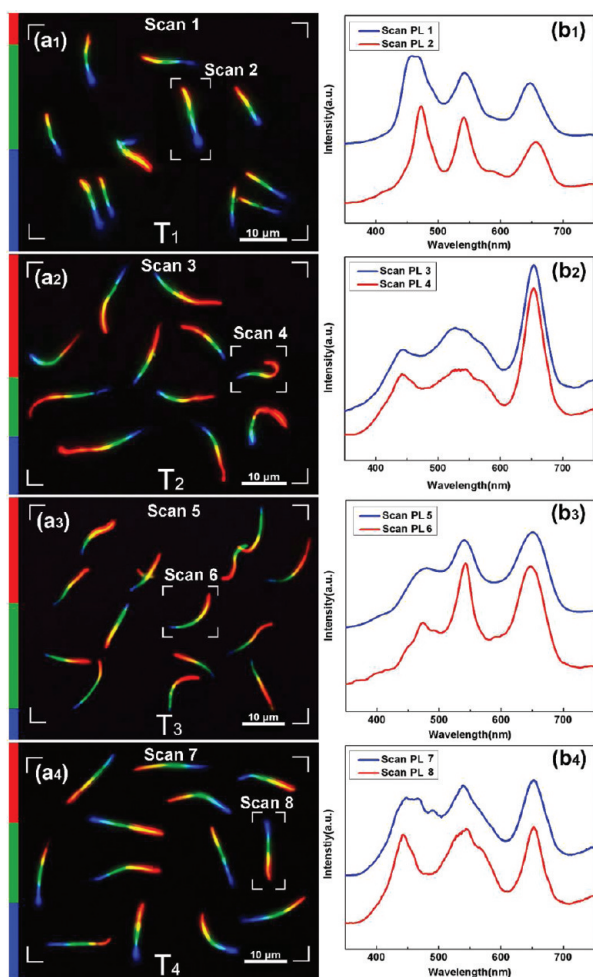 (a1)
Scan 1
Scan 2
T1
10 μm
(b1)
Scan PL 1
Scan PL 2
Intensity(a.u.)
400 500 600 700
Wavelength(nm)
(a2)
Scan 3
Scan 4
T2
10 μm
(b2)
Scan PL 3
Scan PL 4
Intensity(a.u.)
400 500 600 700
Wavelength(nm)
(a3)
Scan 5
Scan 6
T3
10 μm
(b3)
Scan PL 5
Scan PL 6
Intensity(a.u.)
400 500 600 700
Wavelength(nm)
(a4)
Scan 7
Scan 8
T4
10 μm
(b4)
Scan PL 7
Scan PL 8
Intenstiy(a.u.)
400 500 600 700
Wavelength(nm)